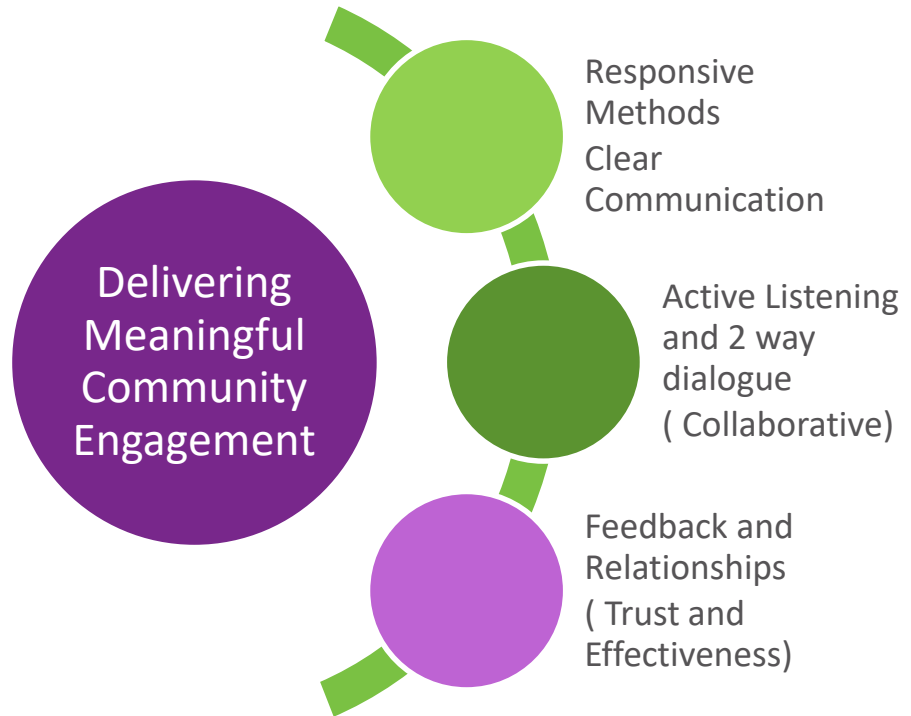 Delivering
Meaningful
Community
Engagement
Responsive
Methods
Clear
Communication
Active Listening
and 2 way
dialogue
( Collaborative)
Feedback and
Relationships
( Trust and
Effectiveness)